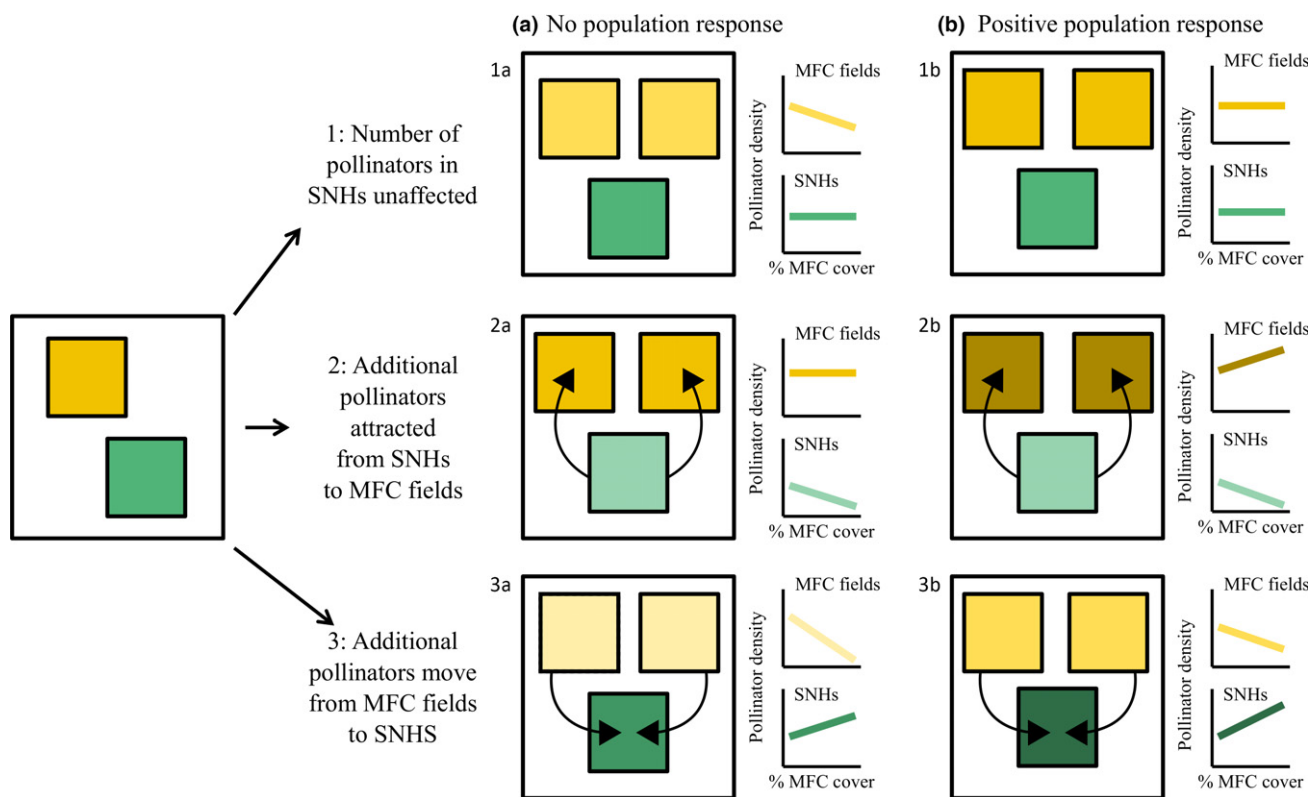 (a) No population response
(b) Positive population response
1: Number of
pollinators in
SNHs unaffected
2: Additional
pollinators
attracted
from SNHs
to MFC fields
3: Additional
pollinators move
from MFC fields
to SNHS
1a
MFC fields
SNHs
Pollinator density
% MFC cover
1b
MFC fields
SNHs
Pollinator density
% MFC cover
2a
MFC fields
SNHs
Pollinator density
% MFC cover
2b
MFC fields
SNHs
Pollinator density
% MFC cover
3a
MFC fields
SNHs
Pollinator density
% MFC cover
3b
MFC fields
SNHs
Pollinator density
% MFC cover